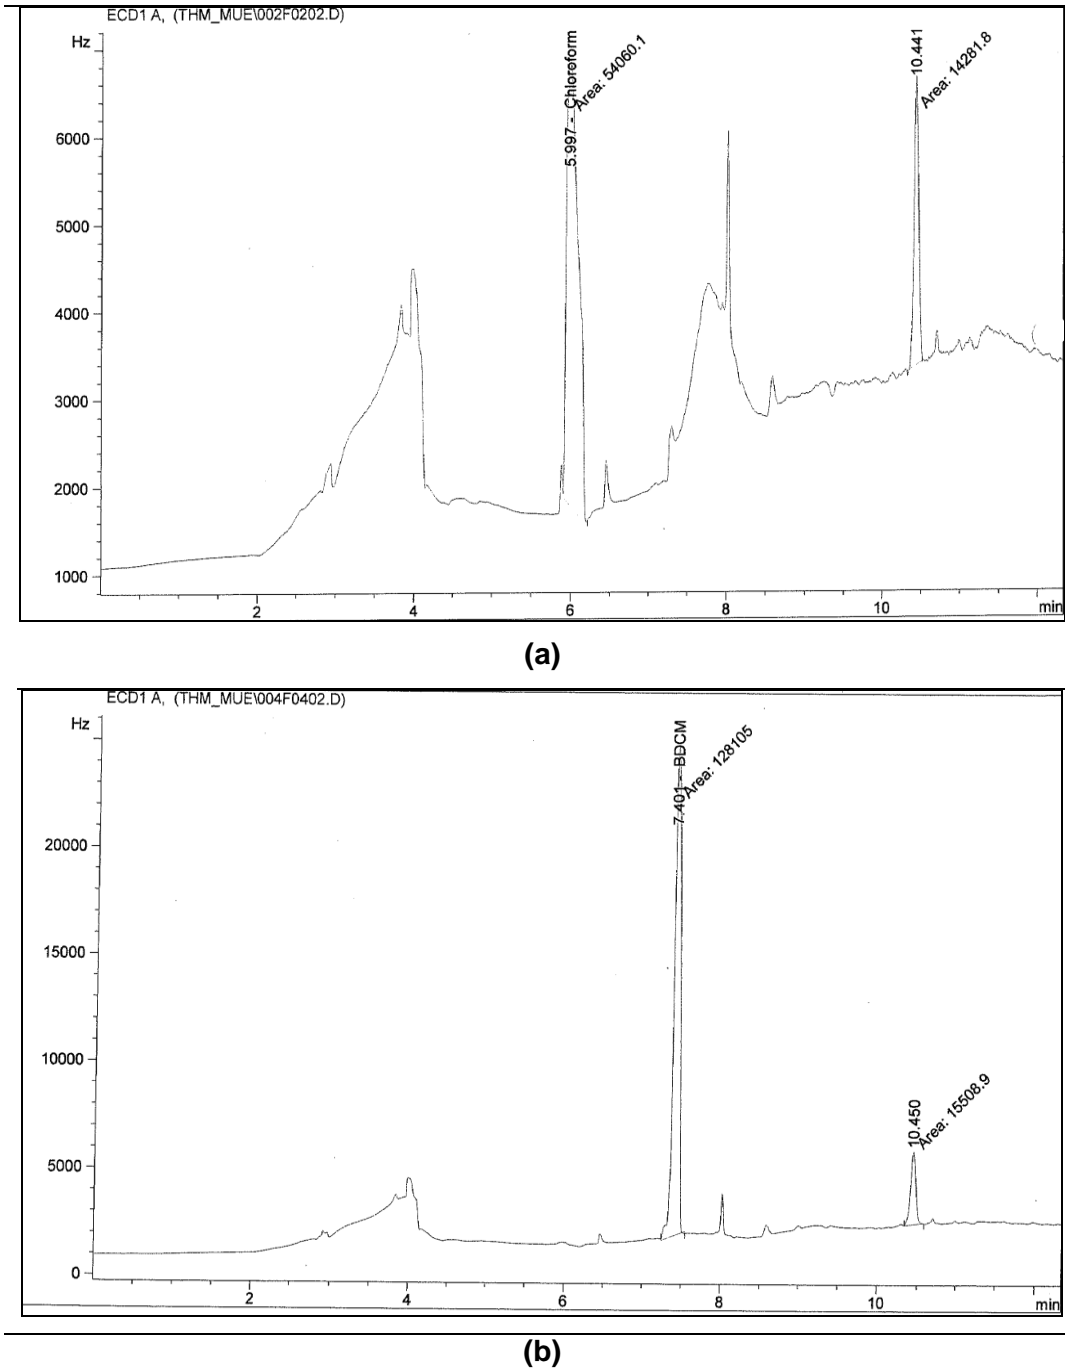 ECD1 A, (THM_MUE\002F0202.D)
Hz
6000
5000
4000
3000
2000
1000
5.997 - Chloroform
Area: 54060.1
10.441
Area: 14281.8
2
4
6
8
10
min
(a)
ECD1 A, (THM_MUE\004F0402.D)
Hz
20000
15000
10000
5000
0
7.401 - BDCM
Area: 128105
10.450
Area: 15508.9
2
4
6
8
10
min
(b)